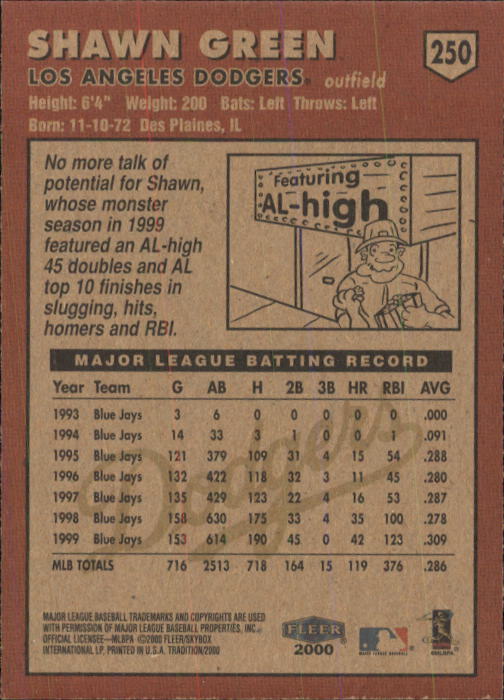 SHAWN GREEN
250
LOS ANGELES DODGERS® outfield
Height: 6'4" Weight: 200 Bats: Left Throws: Left
Born: 11-10-72 Des Plaines, IL
No more talk of
potential for Shawn,
whose monster
season in 1999
featured an AL-high
45 doubles and AL
top 10 finishes in
slugging, hits,
homers and RBI.
Featuring
AL-high
MAJOR LEAGUE BATTING RECORD
Year Team G AB H 2B 3B HR RBI AVG
1993 Blue Jays 3 6 0 0 0 0 0 .000
1994 Blue Jays 14 33 3 1 0 0 1 .091
1995 Blue Jays 121 379 109 31 4 15 54 .288
1996 Blue Jays 132 422 118 32 3 11 45 .280
1997 Blue Jays 135 429 123 22 4 16 53 .287
1998 Blue Jays 158 630 175 33 4 35 100 .278
1999 Blue Jays 153 614 190 45 0 42 123 .309
MLB TOTALS 716 2513 718 164 15 119 376 .286
Dodgers
MAJOR LEAGUE BASEBALL TRADEMARKS AND COPYRIGHTS ARE USED
WITH PERMISSION OF MAJOR LEAGUE BASEBALL PROPERTIES, INC.
OFFICIAL LICENSEE—MLBPA ©2000 FLEER/SKYBOX
INTERNATIONAL LP. PRINTED IN U.S.A. TRADITION/2000
FLEER
2000
MAJOR LEAGUE BASEBALL
©MLBPA